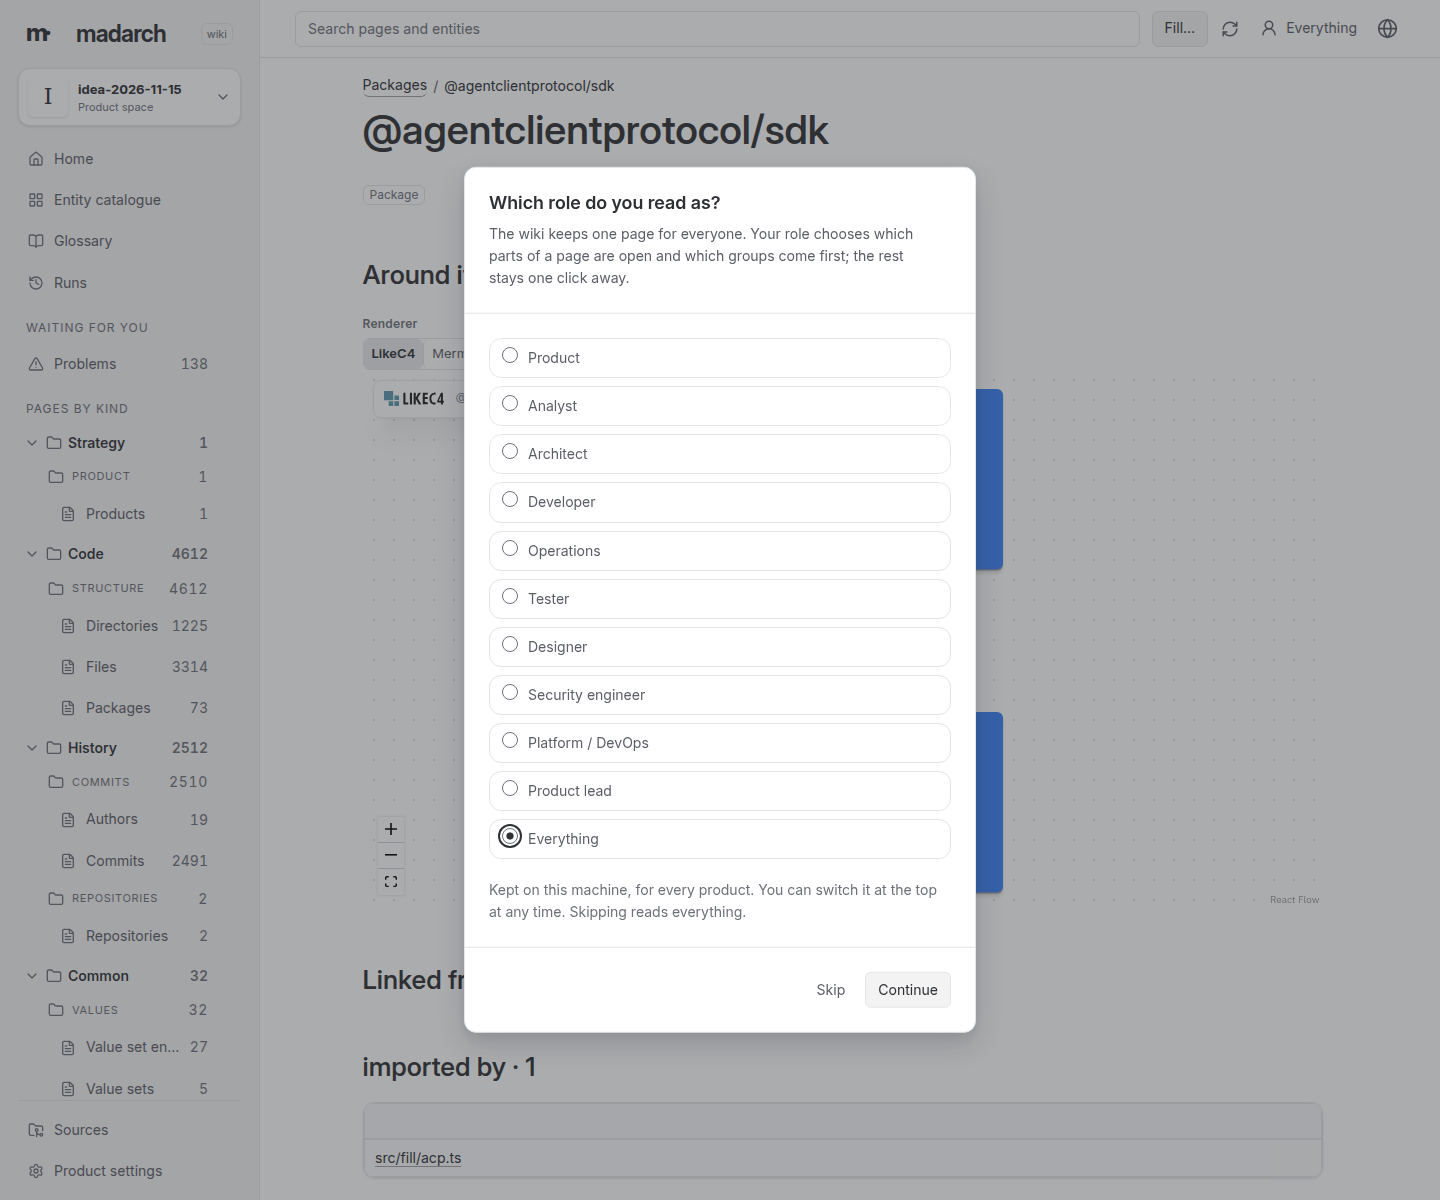 madarch
wiki
I
idea-2026-11-15
Product space
Home
Entity catalogue
Glossary
Runs
WAITING FOR YOU
Problems 138
PAGES BY KIND
Strategy 1
PRODUCT 1
Products 1
Code 4612
STRUCTURE 4612
Directories 1225
Files 3314
Packages 73
History 2512
COMMITS 2510
Authors 19
Commits 2491
REPOSITORIES 2
Repositories 2
Common 32
VALUES 32
Value set en... 27
Value sets 5
Sources
Product settings
Search pages and entities
Fill...
Everything
Packages / @agentclientprotocol/sdk
@agentclientprotocol/sdk
Package
Around i
Renderer
LikeC4 Merm
LIKEC4 @
React Flow
Linked fr
imported by · 1
src/fill/acp.ts
Which role do you read as?
The wiki keeps one page for everyone. Your role chooses which
parts of a page are open and which groups come first; the rest
stays one click away.
Product
Analyst
Architect
Developer
Operations
Tester
Designer
Security engineer
Platform / DevOps
Product lead
Everything
Kept on this machine, for every product. You can switch it at the top
at any time. Skipping reads everything.
Skip
Continue